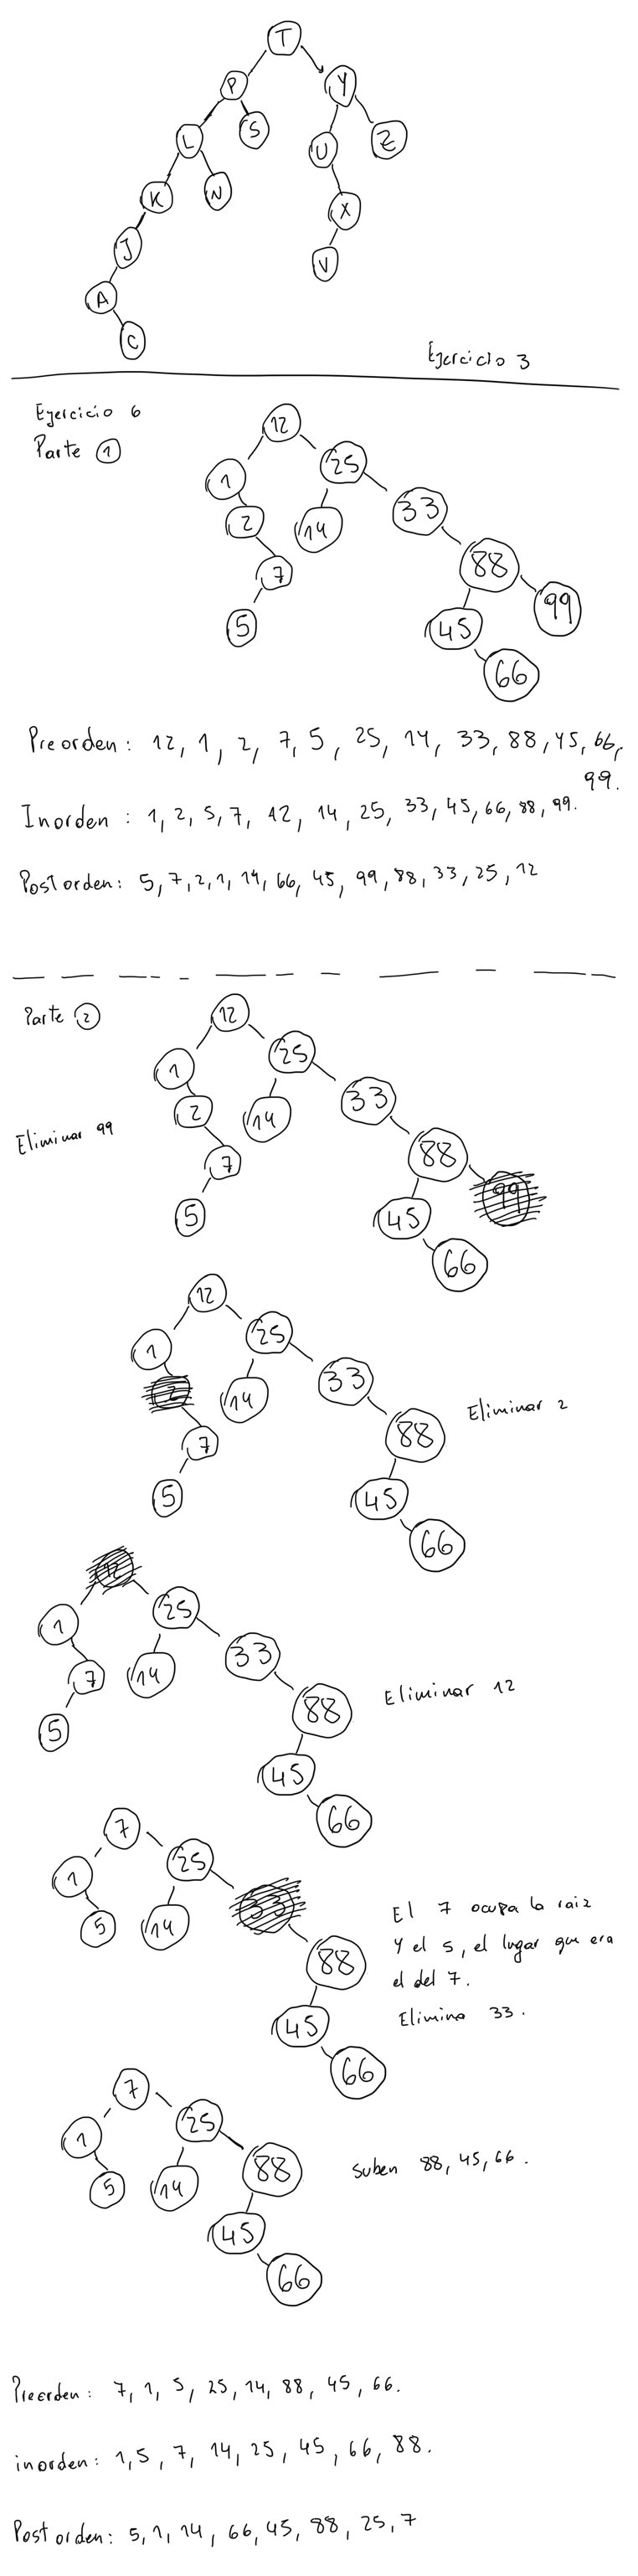 T
P Y
L S U Z
K N X
J V
A
C
Ejercicio 3
Ejercicio 6
Parte 1
12
1 25
2 14 33
7 88
5 45 99
66
Preorden: 12, 1, 2, 7, 5, 25, 14, 33, 88, 45, 66,
99.
Inorden: 1, 2, 5, 7, 12, 14, 25, 33, 45, 66, 88, 99.
Postorden: 5, 7, 2, 1, 14, 66, 45, 99, 88, 33, 25, 12
Parte 2
12
1 25
2 14 33
Eliminar 99
7 88
5 45 99
66
12
1 25
2 14 33
Eliminar 2
7 88
5 45
66
12
1 25
7 14 33
Eliminar 12
5 88
45
66
7
1 25
5 14 33
El 7 ocupa la raiz
y el 5, el lugar que era
88
el del 7.
45
Elimino 33.
66
7
1 25
5 14 88
Suben 88, 45, 66.
45
66
Preorden: 7, 1, 5, 25, 14, 88, 45, 66.
inorden: 1, 5, 7, 14, 25, 45, 66, 88.
Postorden: 5, 1, 14, 66, 45, 88, 25, 7